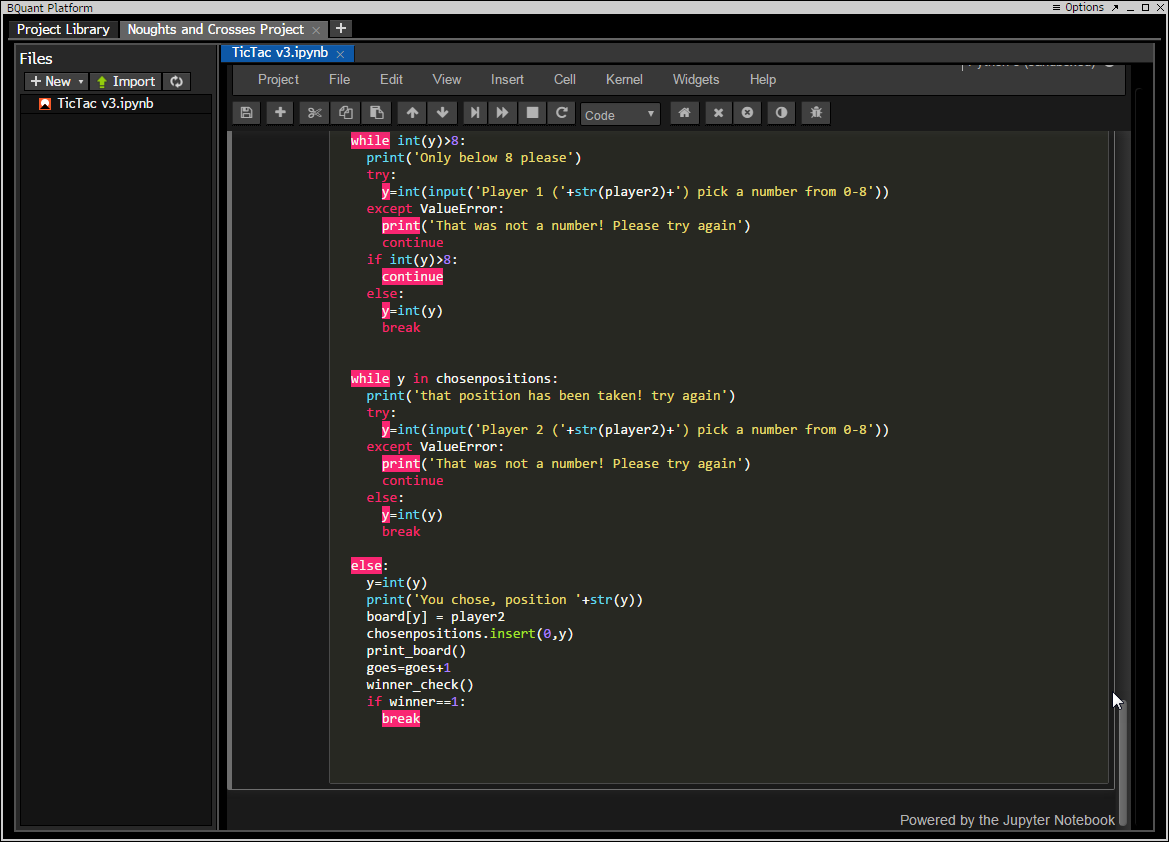 BQuant Platform
Options
Project Library
Noughts and Crosses Project
Files
New
Import
TicTac v3.ipynb
TicTac v3.ipynb
Project File Edit View Insert Cell Kernel Widgets Help
Code
while int(y)>8:
print('Only below 8 please')
try:
y=int(input('Player 1 ('+str(player2)+') pick a number from 0-8'))
except ValueError:
print('That was not a number! Please try again')
continue
if int(y)>8:
continue
else:
y=int(y)
break
while y in chosenpositions:
print('that position has been taken! try again')
try:
y=int(input('Player 2 ('+str(player2)+') pick a number from 0-8'))
except ValueError:
print('That was not a number! Please try again')
continue
else:
y=int(y)
break
else:
y=int(y)
print('You chose, position '+str(y))
board[y] = player2
chosenpositions.insert(0,y)
print_board()
goes=goes+1
winner_check()
if winner==1:
break
Powered by the Jupyter Notebook